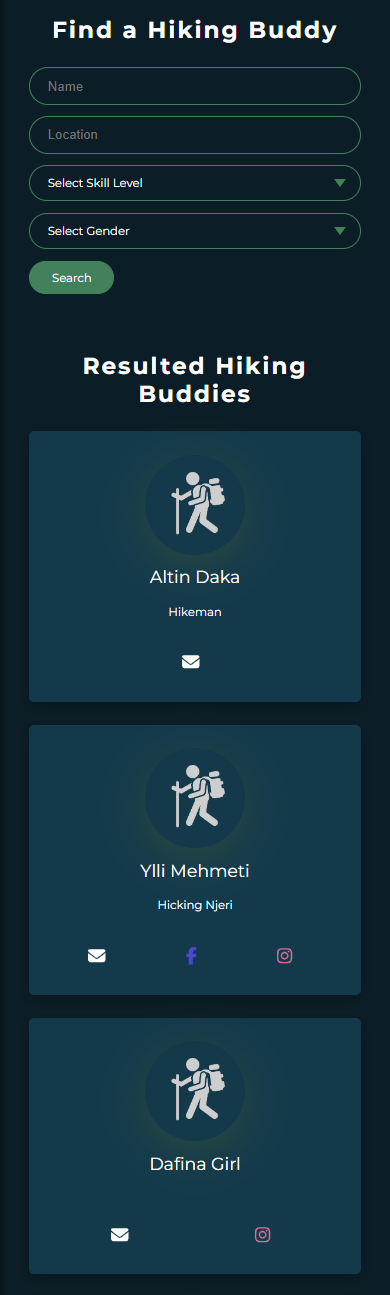 Find a Hiking Buddy
Name
Location
Select Skill Level
Select Gender
Search
Resulted Hiking
Buddies
Altin Daka
Hikeman
Ylli Mehmeti
Hicking Njeri
Dafina Girl